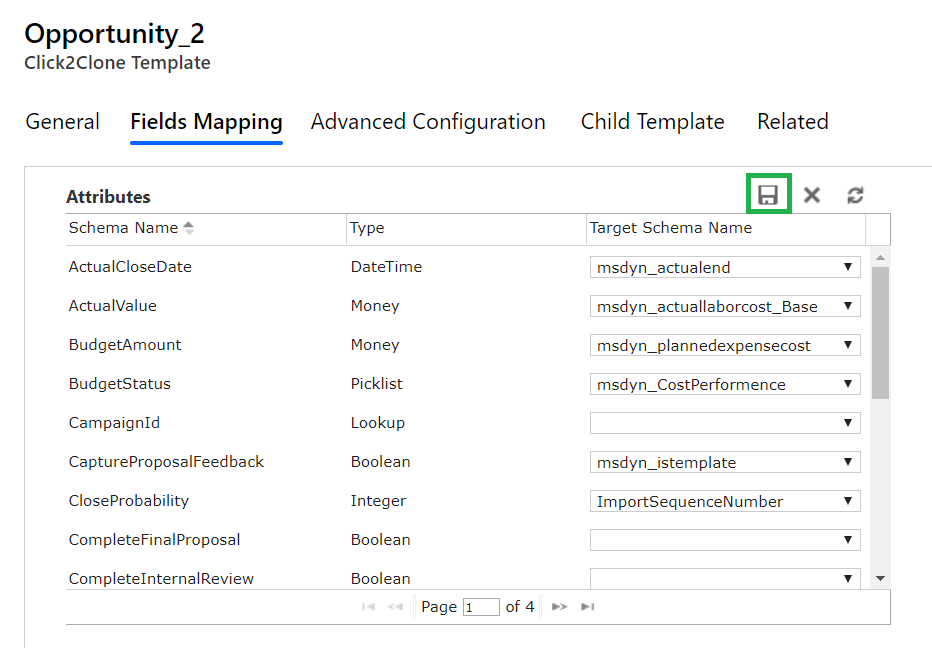 Opportunity_2
Click2Clone Template
General Fields Mapping Advanced Configuration Child Template Related
Attributes
Schema Name Type Target Schema Name
ActualCloseDate DateTime msdyn_actualend
ActualValue Money msdyn_actuallaborcost_Base
BudgetAmount Money msdyn_plannedexpensecost
BudgetStatus Picklist msdyn_CostPerformence
CampaignId Lookup
CaptureProposalFeedback Boolean msdyn_istemplate
CloseProbability Integer ImportSequenceNumber
CompleteFinalProposal Boolean
CompleteInternalReview Boolean
Page 1 of 4